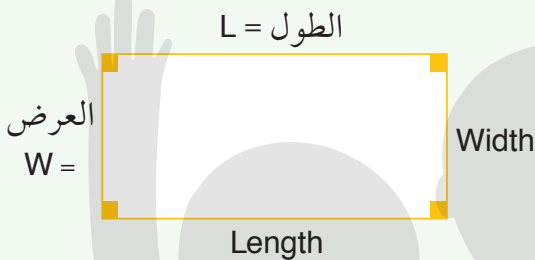 الطول = L
العرض
W =
Width
Length